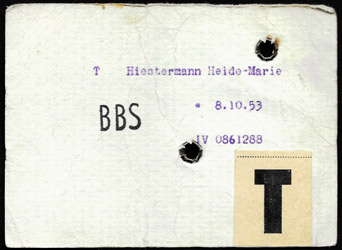 T Hiestermann Heide-Marie
* 8.10.53
BBS
IV 0861288
T